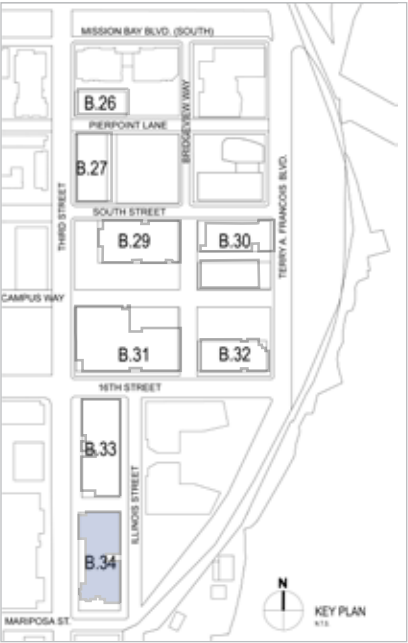 MISSION BAY BLVD. (SOUTH)
B.26
BRIDGEVIEW WAY
PIERPOINT LANE
B.27
THIRD STREET
SOUTH STREET
TERRY A. FRANCOIS BLVD.
B.29
B.30
CAMPUS WAY
B.31
B.32
16TH STREET
B.33
ILLINOIS STREET
B.34
MARIPOSA ST.
N
KEY PLAN
N.T.S.